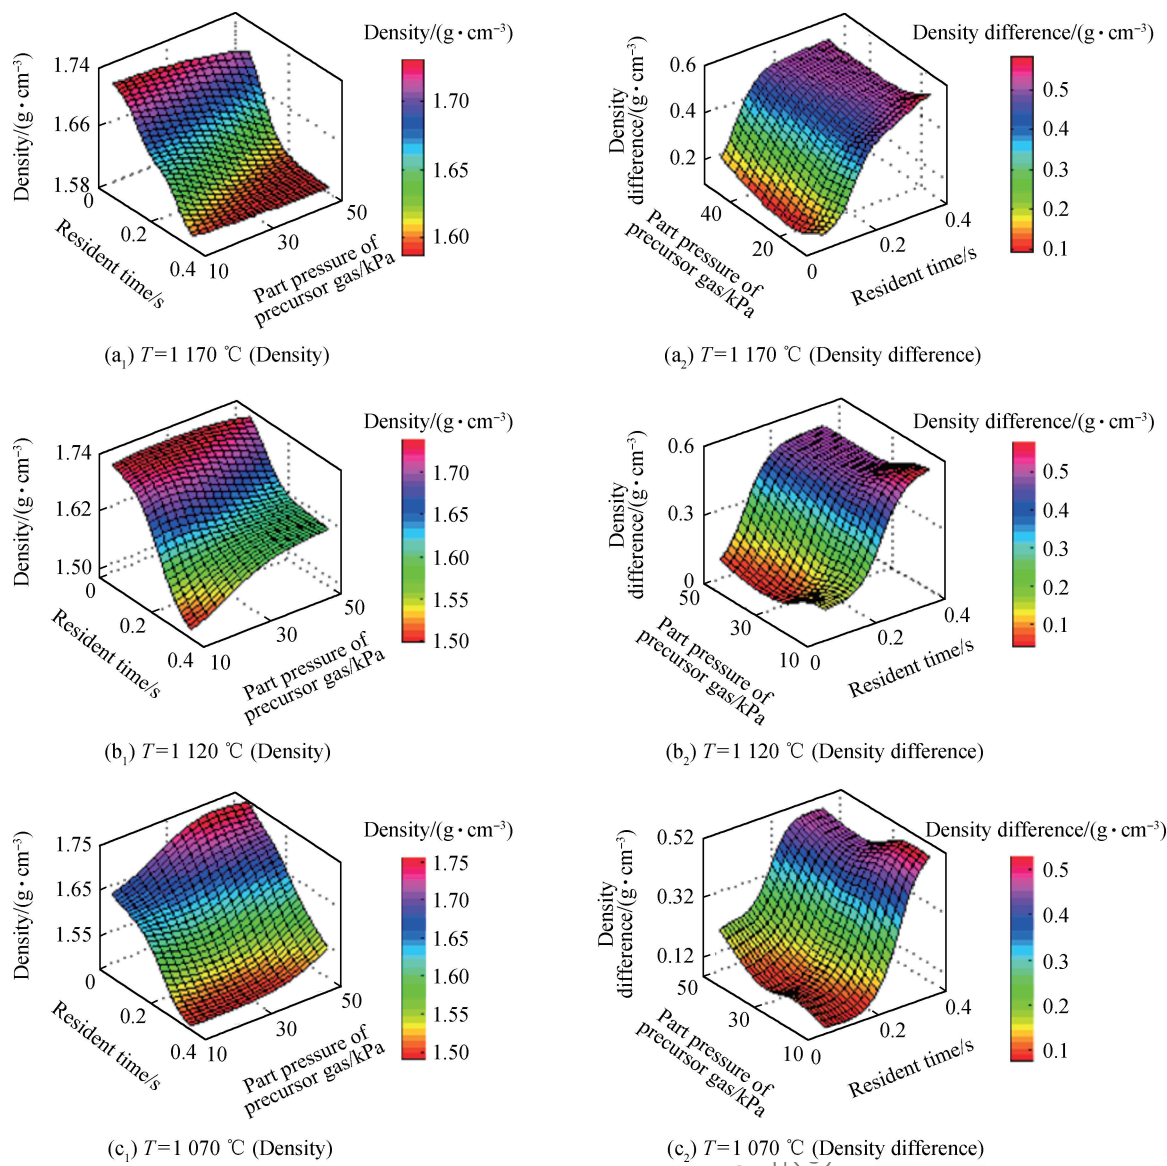 Density/(g·cm⁻³)
1.74
1.66
1.58
0
0.2
0.4
Resident time/s
10
30
50
Part pressure of
precursor gas/kPa
Density/(g·cm⁻³)
1.70
1.65
1.60
(a₁) T=1 170 ℃ (Density)
Density
difference/(g·cm⁻³)
0.6
0.4
0.2
40
20
Part pressure of
precursor gas/kPa
0
0.2
0.4
Resident time/s
Density difference/(g·cm⁻³)
0.5
0.4
0.3
0.2
0.1
(a₂) T=1 170 ℃ (Density difference)
Density/(g·cm⁻³)
1.74
1.62
1.50
0
0.2
0.4
Resident time/s
10
30
50
Part pressure of
precursor gas/kPa
Density/(g·cm⁻³)
1.70
1.65
1.60
1.55
1.50
(b₁) T=1 120 ℃ (Density)
Density
difference/(g·cm⁻³)
0.6
0.3
0
50
30
10
Part pressure of
precursor gas/kPa
0
0.2
0.4
Resident time/s
Density difference/(g·cm⁻³)
0.5
0.4
0.3
0.2
0.1
(b₂) T=1 120 ℃ (Density difference)
Density/(g·cm⁻³)
1.75
1.65
1.55
0
0.2
0.4
Resident time/s
10
30
50
Part pressure of
precursor gas/kPa
Density/(g·cm⁻³)
1.75
1.70
1.65
1.60
1.55
1.50
(c₁) T=1 070 ℃ (Density)
Density
difference/(g·cm⁻³)
0.52
0.32
0.12
50
30
10
Part pressure of
precursor gas/kPa
0
0.2
0.4
Resident time/s
Density difference/(g·cm⁻³)
0.5
0.4
0.3
0.2
0.1
(c₂) T=1 070 ℃ (Density difference)